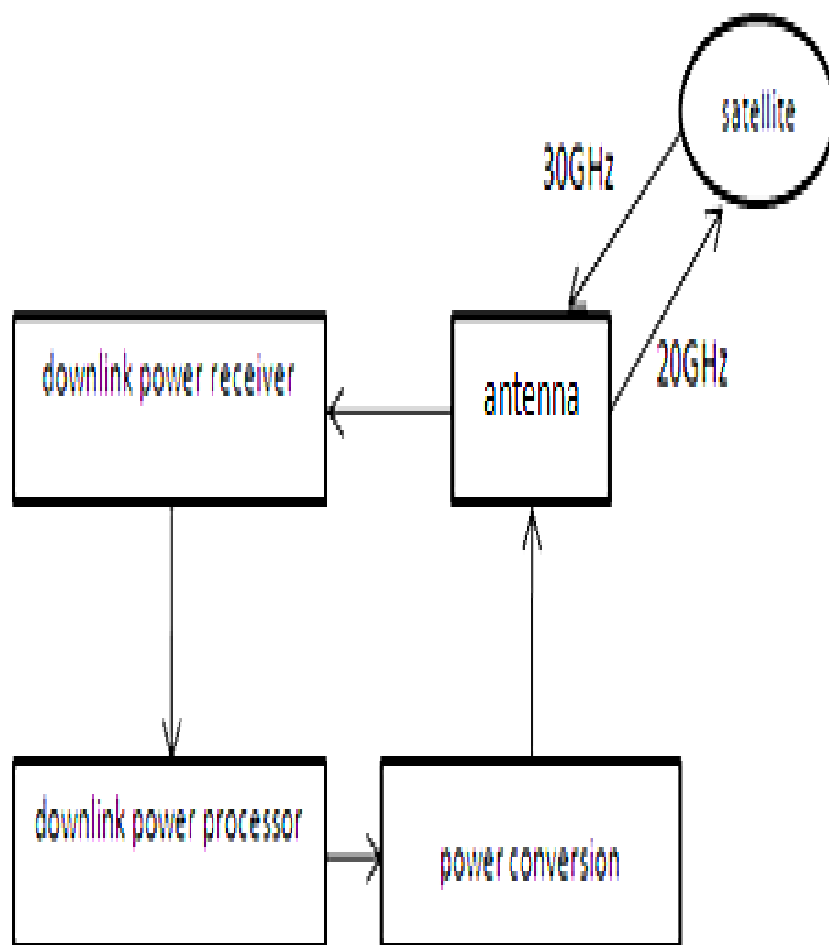 satellite
30GHz
20GHz
downlink power receiver
antenna
downlink power processor
power conversion